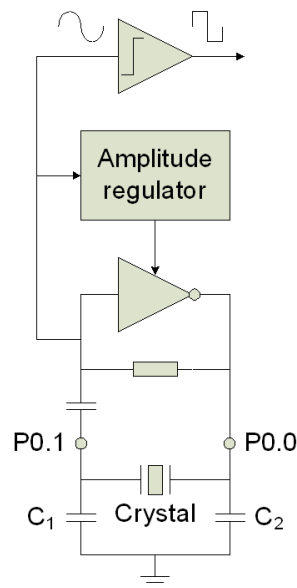 Amplitude
regulator
P0.1
P0.0
C₁
Crystal
C₂